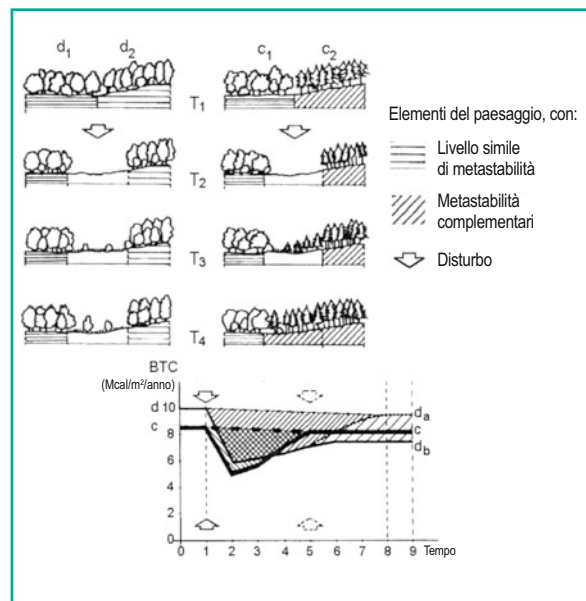 d1 d2 c1 c2
T1
T2
T3
T4
Elementi del paesaggio, con:
Livello simile
di metastabilità
Metastabilità
complementari
Disturbo
BTC
(Mcal/m²/anno)
d 10
c
8
6
4
2
0
da
c
db
0 1 2 3 4 5 6 7 8 9 Tempo